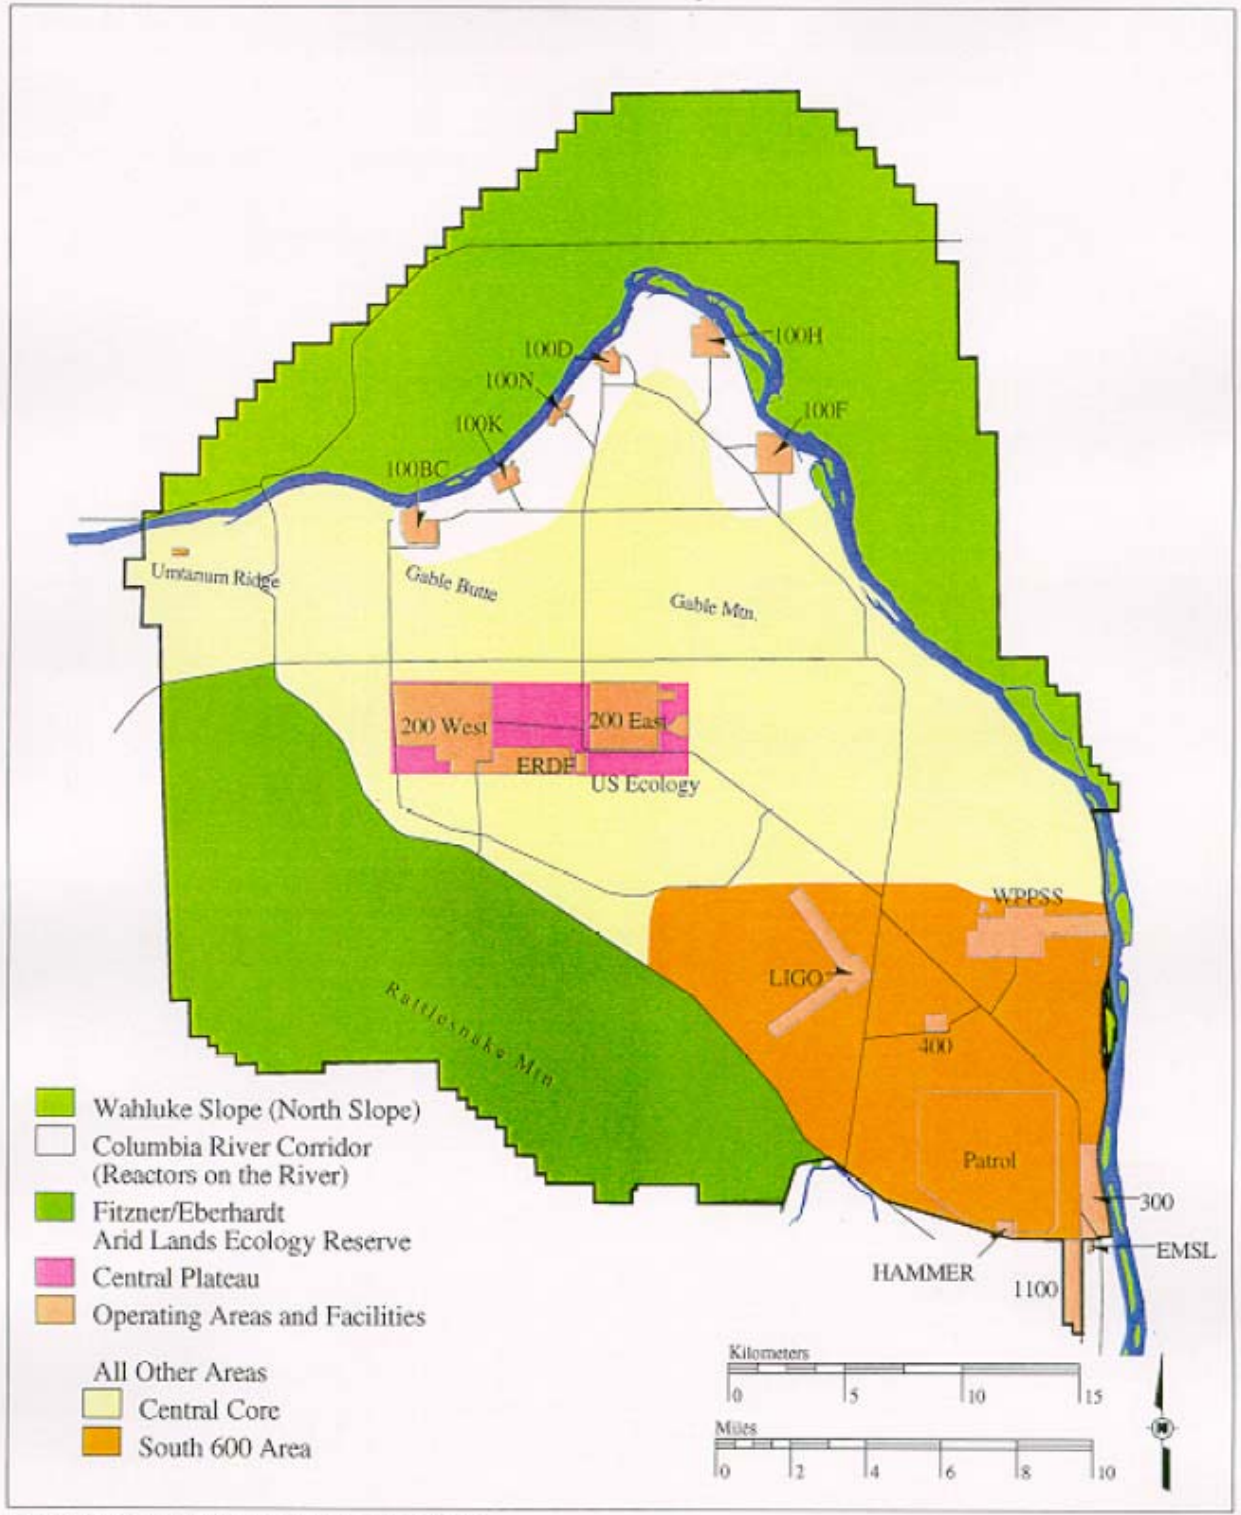 100D
100H
100N
100F
100K
100BC
Umtanum Ridge
Gable Butte
Gable Mtn.
200 West
200 East
ERDF
US Ecology
WPPSS
LIGO
400
Rattlesnake Mtn
Wahluke Slope (North Slope)
Columbia River Corridor
(Reactors on the River)
Fitzner/Eberhardt
Arid Lands Ecology Reserve
Central Plateau
Operating Areas and Facilities
All Other Areas
Central Core
South 600 Area
Patrol
300
EMSL
HAMMER
1100
Kilometers
0 5 10 15
Miles
0 2 4 6 8 10
N